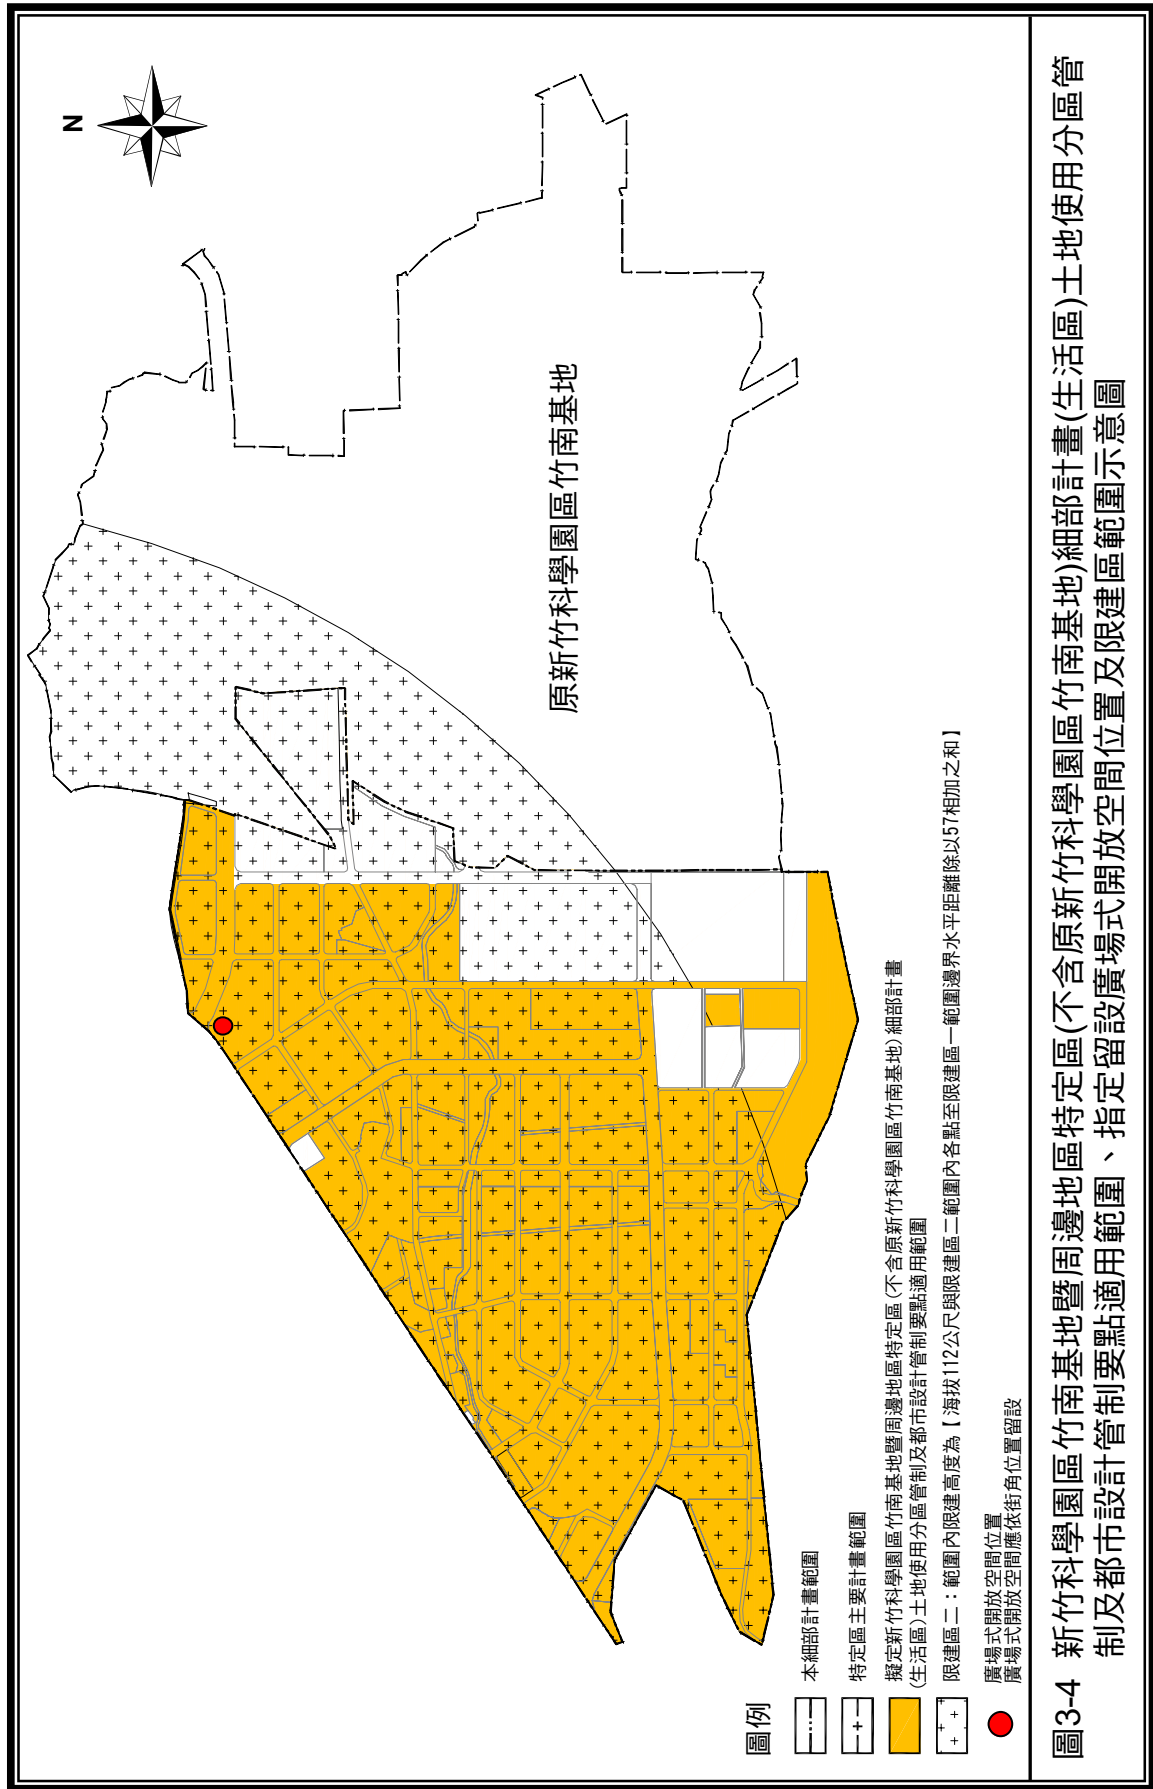 N
原新竹科學園區竹南基地
圖例
本細部計畫範圍
特定區主要計畫範圍
擬定新竹科學園區竹南基地暨周邊地區特定區(不含原新竹科學園區竹南基地)細部計畫
(生活區)土地使用分區管制及都市設計管制要點適用範圍
限建區二：範圍內限建高度為【海拔112公尺與限建區二範圍內各點至限建區一範圍邊界水平距離除以57相加之和】
廣場式開放空間位置
廣場式開放空間應依街角位置留設
圖3-4 新竹科學園區竹南基地暨周邊地區特定區(不含原新竹科學園區竹南基地)細部計畫(生活區)土地使用分區管
制及都市設計管制要點適用範圍、指定留設廣場式開放空間位置及限建區範圍示意圖